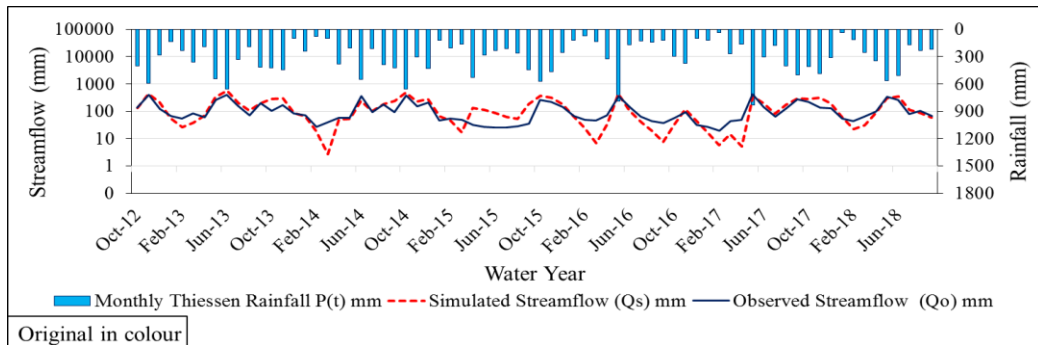 Streamflow (mm)
100000
10000
1000
100
10
1
0
0
300
600
900
1200
1500
1800
Rainfall (mm)
Oct-12
Feb-13
Jun-13
Oct-13
Feb-14
Jun-14
Oct-14
Feb-15
Jun-15
Oct-15
Feb-16
Jun-16
Oct-16
Feb-17
Jun-17
Oct-17
Feb-18
Jun-18
Water Year
Monthly Thiessen Rainfall P(t) mm
Simulated Streamflow (Qs) mm
Observed Streamflow (Qo) mm
Original in colour